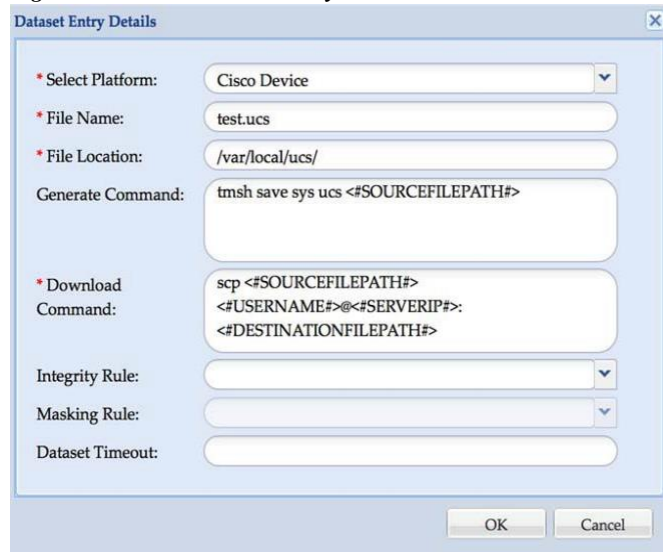 Dataset Entry Details
* Select Platform: Cisco Device
* File Name: test.ucs
* File Location: /var/local/ucs/
Generate Command: tmsh save sys ucs <#SOURCEFILEPATH#>
* Download Command: scp <#SOURCEFILEPATH#>
<#USERNAME#>@<#SERVERIP#>:
<#DESTINATIONFILEPATH#>
Integrity Rule:
Masking Rule:
Dataset Timeout:
OK Cancel